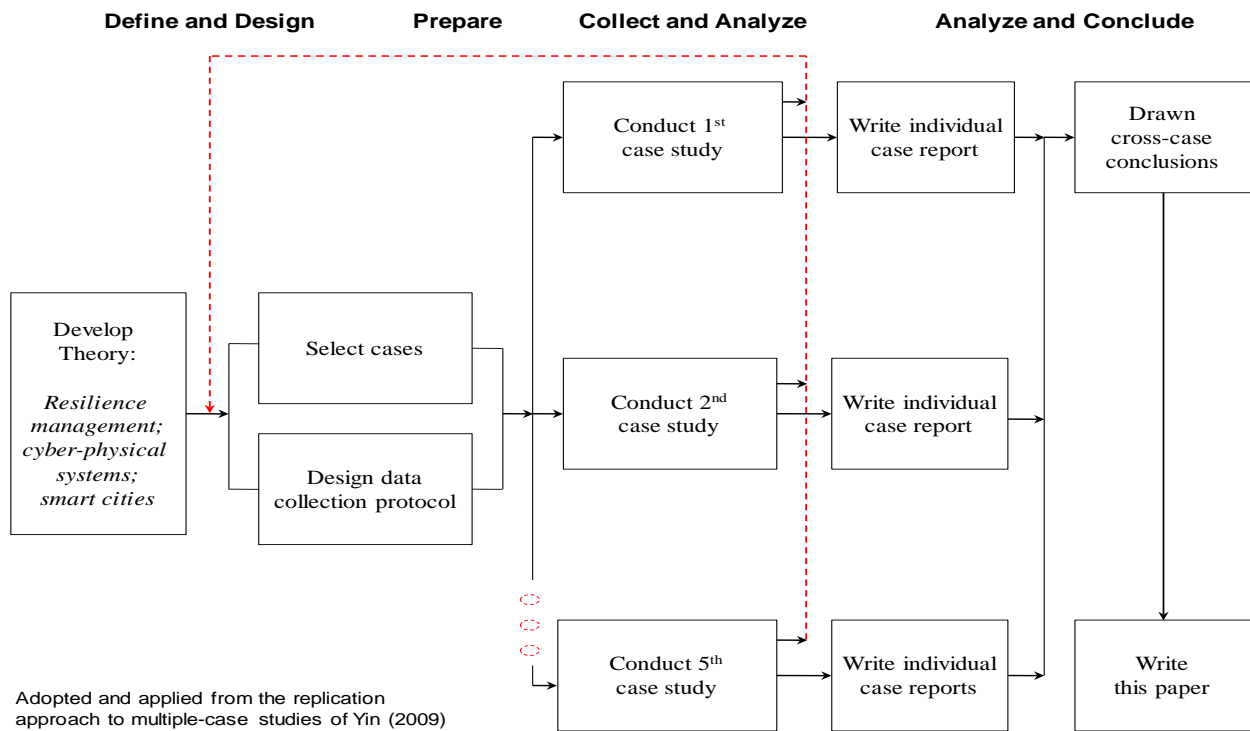 Define and Design
Prepare
Collect and Analyze
Analyze and Conclude
Develop
Theory:
Resilience
management;
cyber-physical
systems;
smart cities
Select cases
Design data
collection protocol
Conduct 1st
case study
Write individual
case report
Drawn
cross-case
conclusions
Conduct 2nd
case study
Write individual
case report
Conduct 5th
case study
Write individual
case reports
Write
this paper
Adopted and applied from the replication
approach to multiple-case studies of Yin (2009)